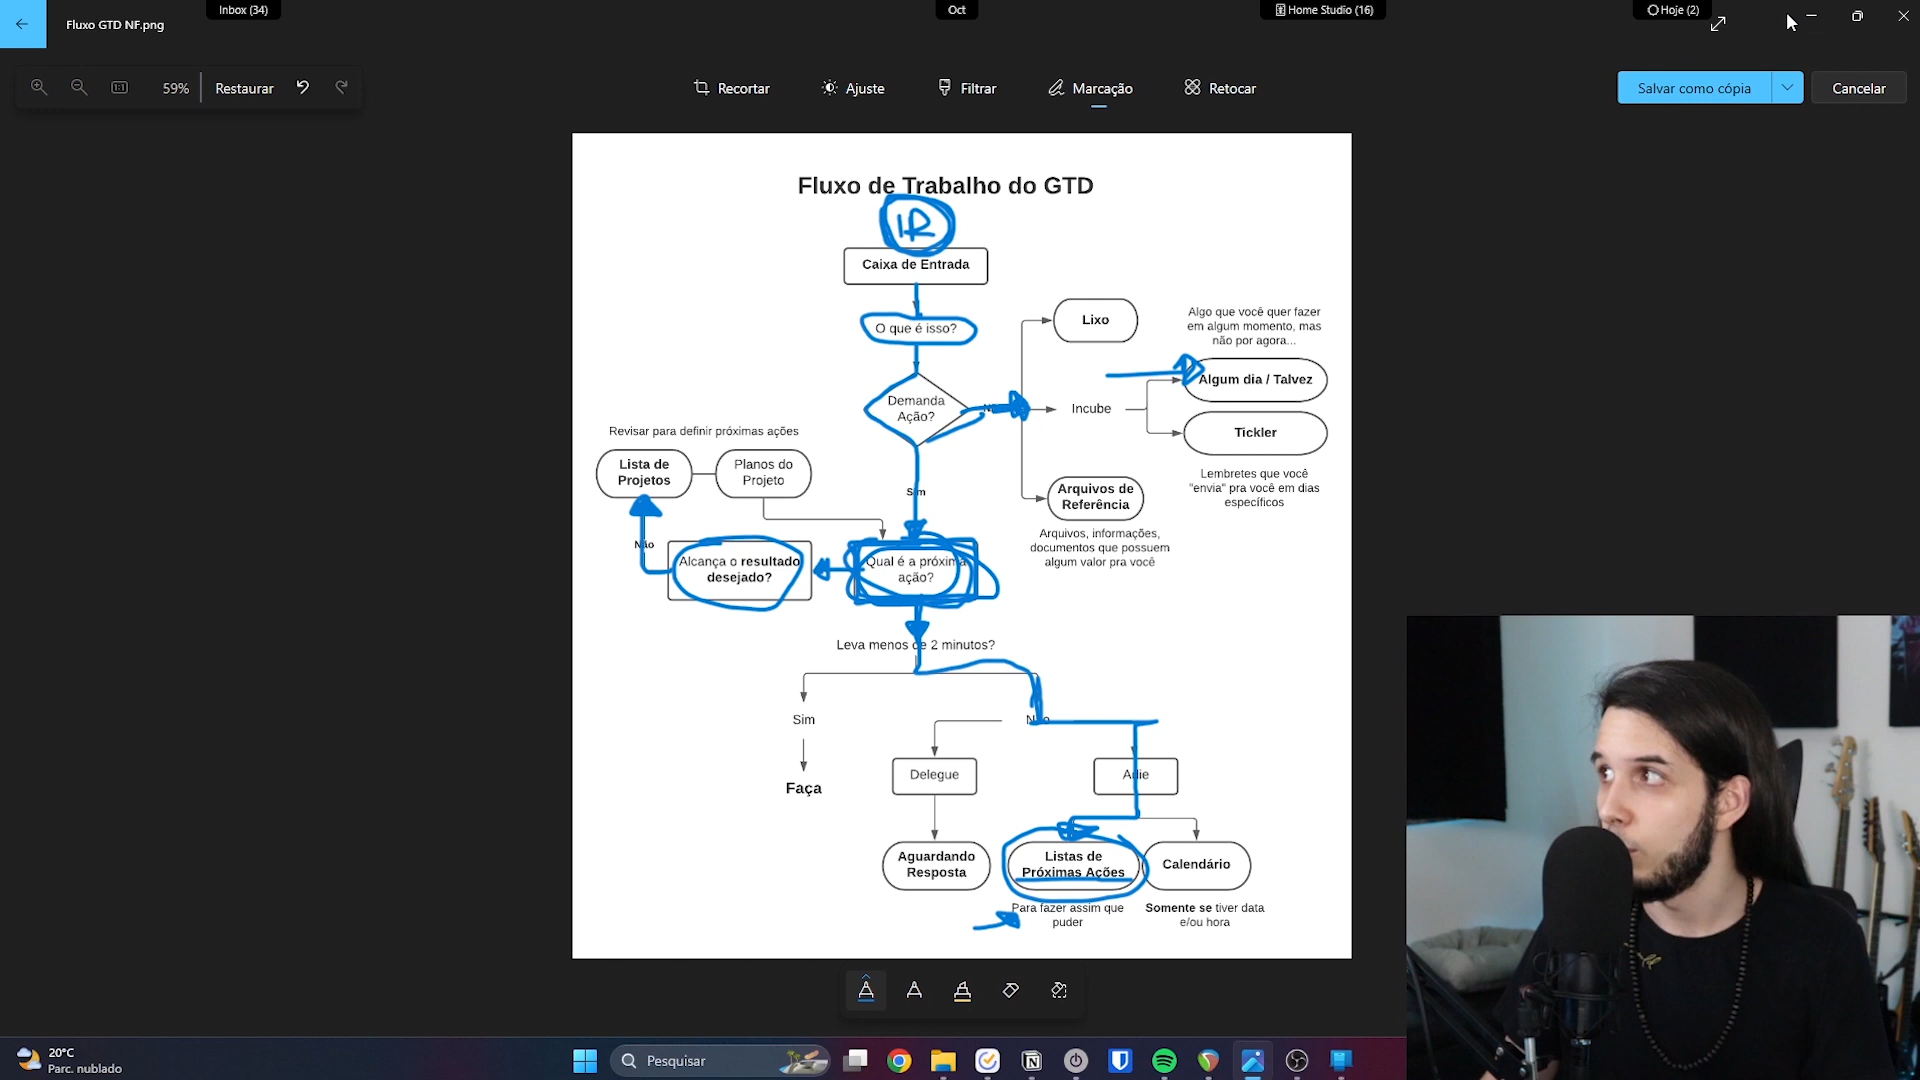 Inbox (34)
Oct
Home Studio (16)
Hoje (2)
Fluxo GTD NF.png
59%
Restaurar
Recortar
Ajuste
Filtrar
Marcação
Retocar
Salvar como cópia
Cancelar
Fluxo de Trabalho do GTD
IR
Caixa de Entrada
O que é isso?
Demanda
Ação?
Lixo
Algo que você quer fazer
em algum momento, mas
não por agora...
Algum dia / Talvez
Incube
Tickler
Lembretes que você
"envia" pra você em dias
específicos
Arquivos de
Referência
Arquivos, informações,
documentos que possuem
algum valor pra você
Revisar para definir próximas ações
Lista de
Projetos
Planos do
Projeto
Sim
Não
Alcança o resultado
desejado?
Qual é a próxima
ação?
Leva menos de 2 minutos?
Sim
Não
Faça
Delegue
Adie
Aguardando
Resposta
Listas de
Próximas Ações
Calendário
Para fazer assim que
puder
Somente se tiver data
e/ou hora
20°C
Parc. nublado
Pesquisar